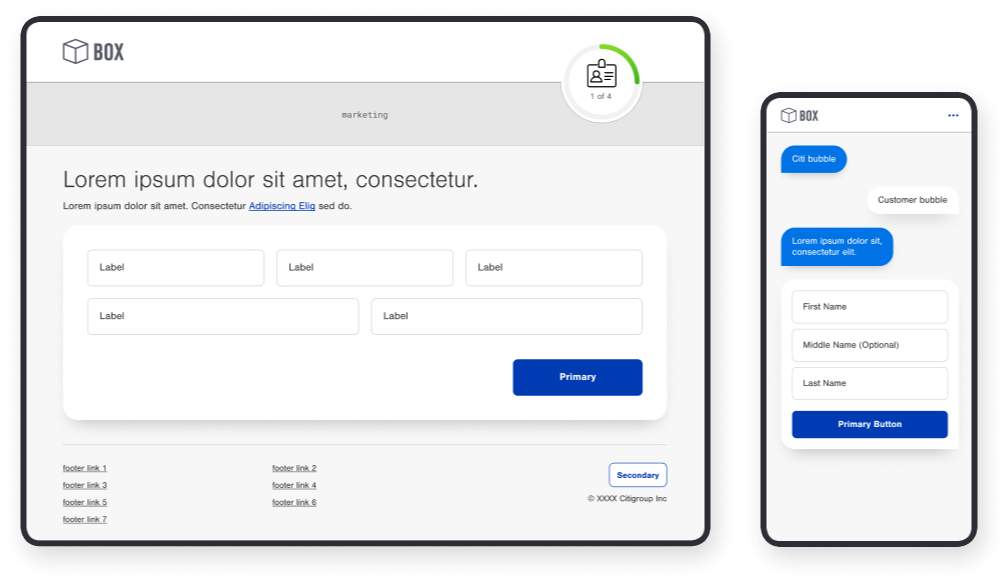 BOX
1 of 4
marketing
Lorem ipsum dolor sit amet, consectetur.
Lorem ipsum dolor sit amet. Consectetur Adipiscing Elig sed do.
Label
Label
Label
Label
Label
Primary
footer link 1
footer link 2
footer link 3
footer link 4
footer link 5
footer link 6
footer link 7
Secondary
© XXXX Citigroup Inc
BOX
Citi bubble
Customer bubble
Lorem ipsum dolor sit,
consectetur elit.
First Name
Middle Name (Optional)
Last Name
Primary Button